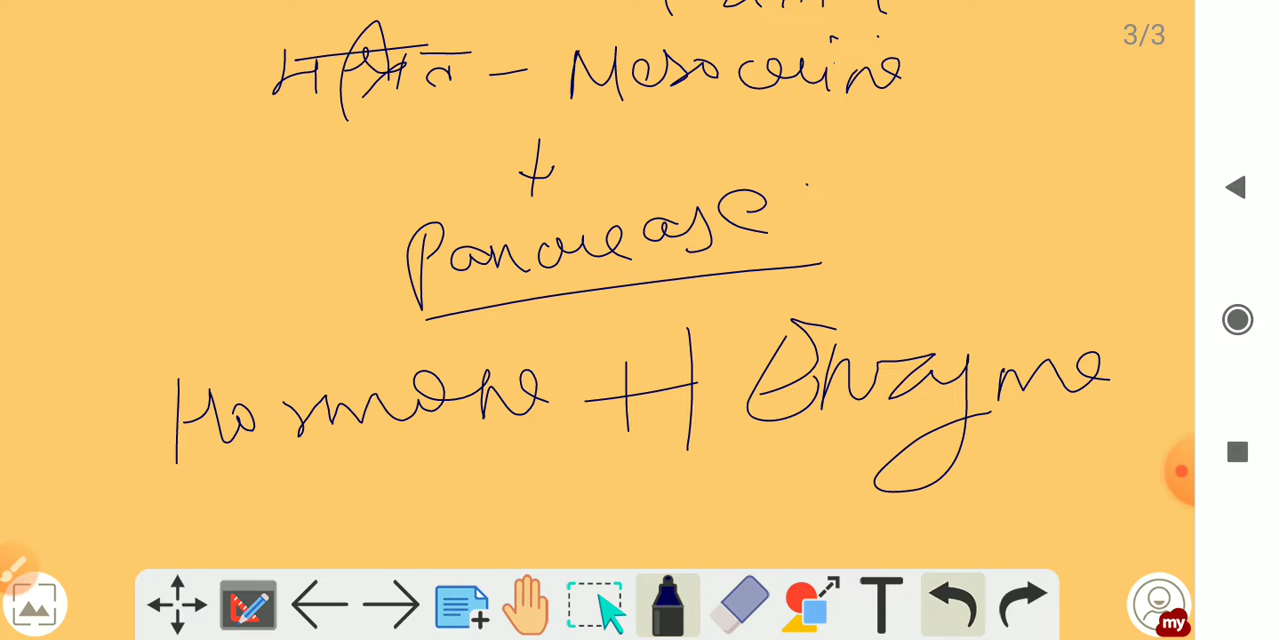 3/3
– Mesocrine
+
Pancrease
Hormone + Enzyme
T
my